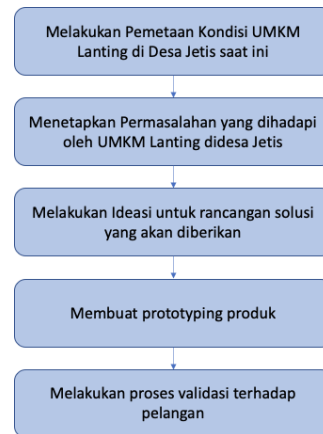 Melakukan Pemetaan Kondisi UMKM
Lanting di Desa Jetis saat ini
Menetapkan Permasalahan yang dihadapi
oleh UMKM Lanting didesa Jetis
Melakukan Ideasi untuk rancangan solusi
yang akan diberikan
Membuat prototyping produk
Melakukan proses validasi terhadap
pelangan